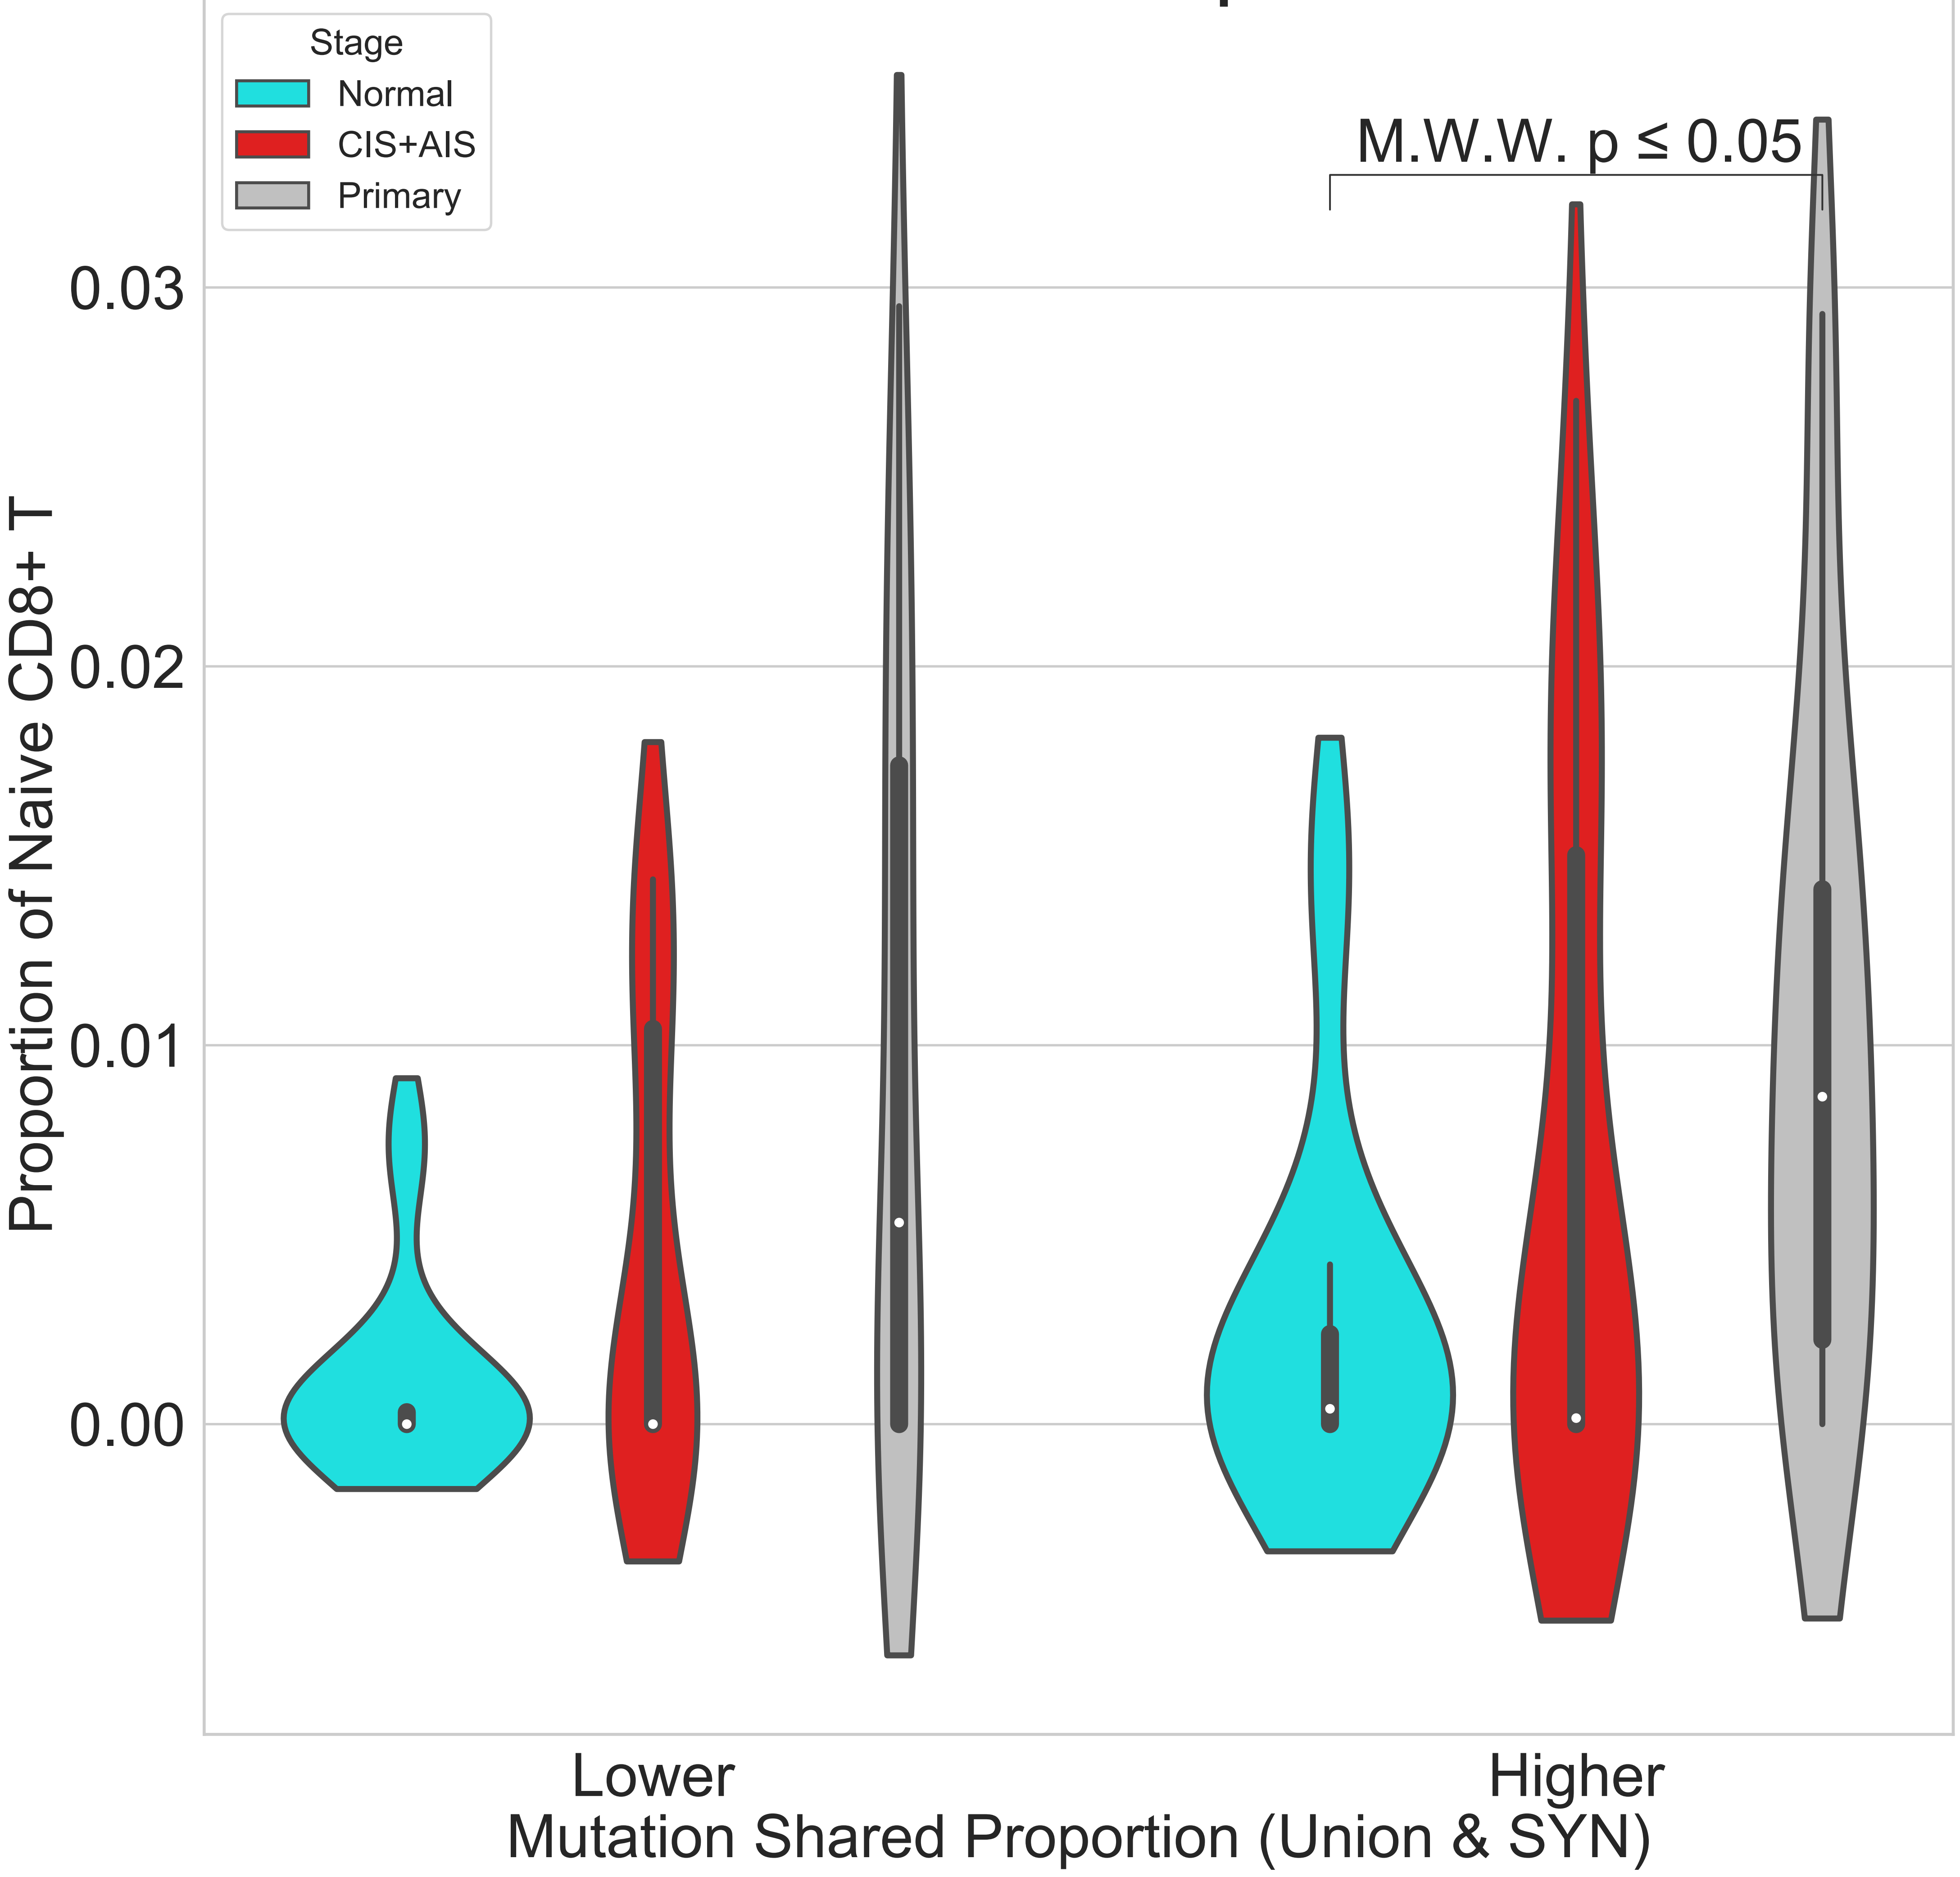 Stage
Normal
CIS+AIS
Primary
M.W.W. p ≤ 0.05
0.03
0.02
0.01
0.00
Proportion of Naive CD8+ T
Lower
Higher
Mutation Shared Proportion (Union & SYN)